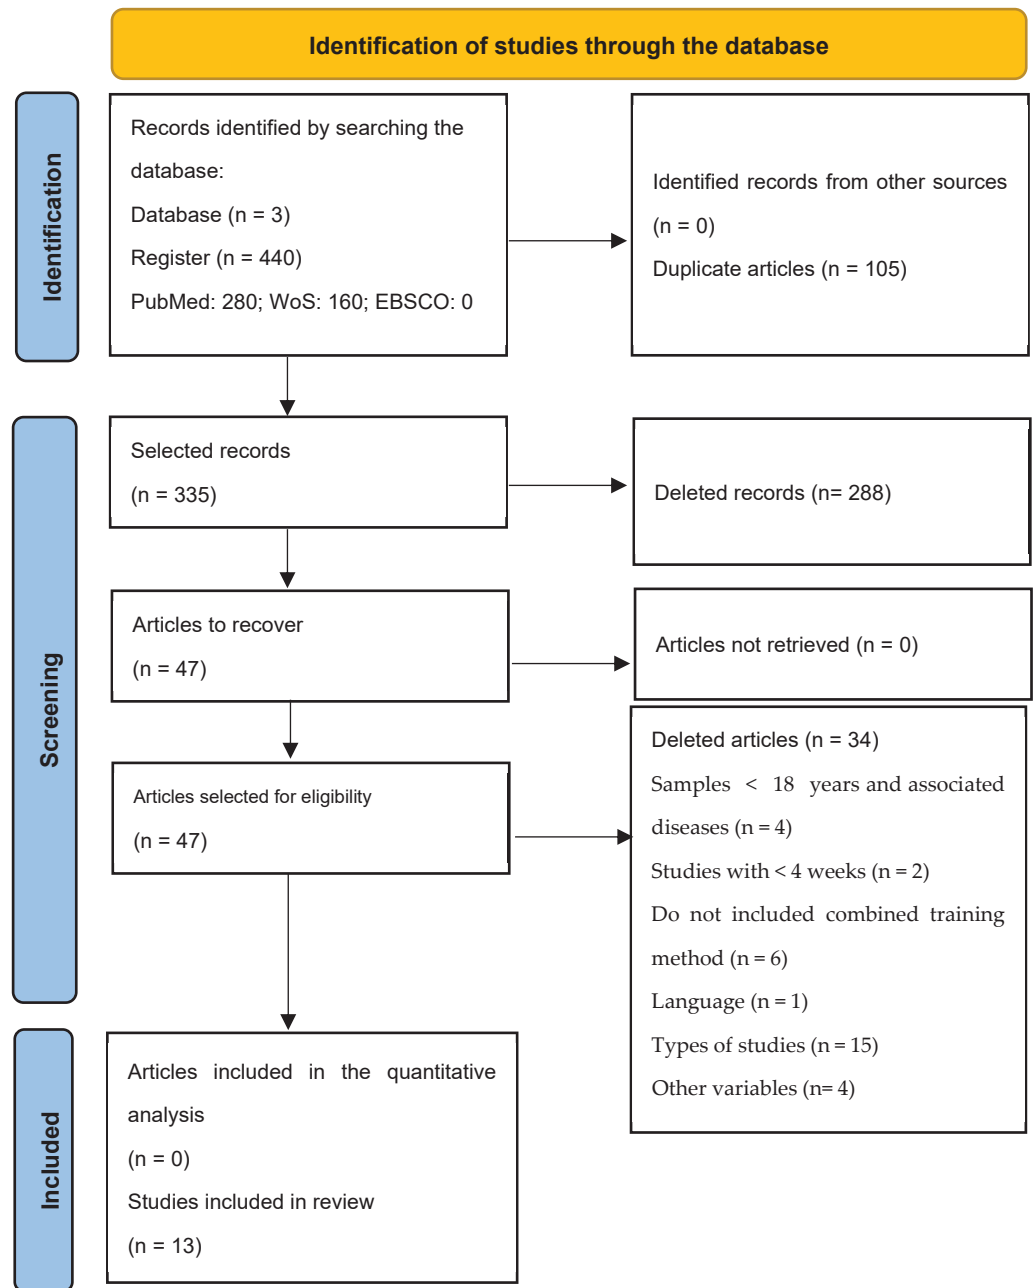 Identification of studies through the database
Identification
Records identified by searching the
database:
Database (n = 3)
Register (n = 440)
PubMed: 280; WoS: 160; EBSCO: 0
Identified records from other sources
(n = 0)
Duplicate articles (n = 105)
Screening
Selected records
(n = 335)
Deleted records (n= 288)
Articles to recover
(n = 47)
Articles not retrieved (n = 0)
Articles selected for eligibility
(n = 47)
Deleted articles (n = 34)
Samples < 18 years and associated
diseases (n = 4)
Studies with < 4 weeks (n = 2)
Do not included combined training
method (n = 6)
Language (n = 1)
Types of studies (n = 15)
Other variables (n= 4)
Included
Articles included in the quantitative
analysis
(n = 0)
Studies included in review
(n = 13)